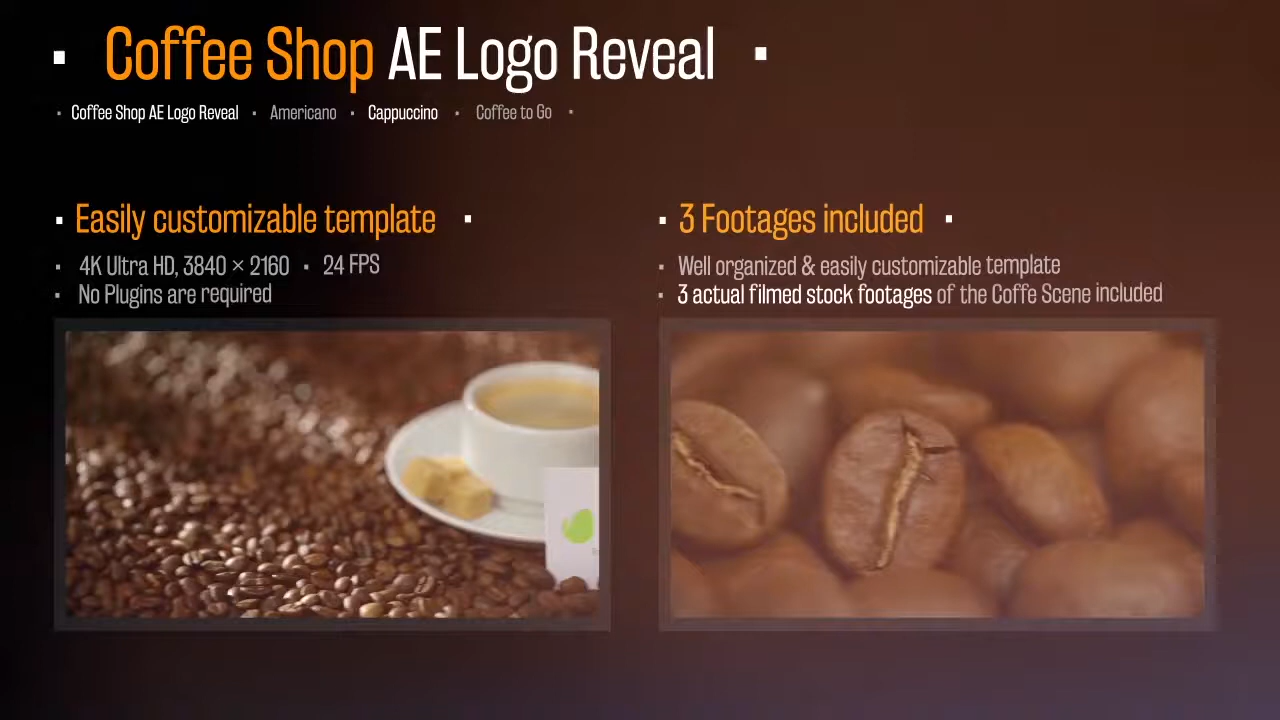 Coffee Shop AE Logo Reveal
Coffee Shop AE Logo Reveal · Americano · Cappuccino · Coffee to Go
Easily customizable template
4K Ultra HD, 3840 × 2160 · 24 FPS
No Plugins are required
3 Footages included
Well organized & easily customizable template
3 actual filmed stock footages of the Coffe Scene included